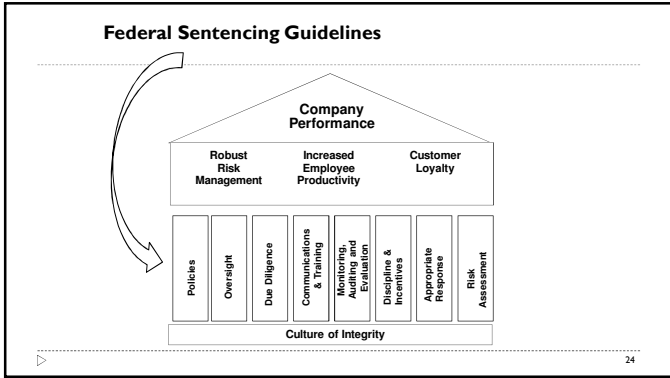 Federal Sentencing Guidelines
Company
Performance
Robust
Risk
Management
Increased
Employee
Productivity
Customer
Loyalty
Policies
Oversight
Due Diligence
Communications
& Training
Monitoring,
Auditing and
Evaluation
Discipline &
Incentives
Appropriate
Response
Risk
Assessment
Culture of Integrity
24